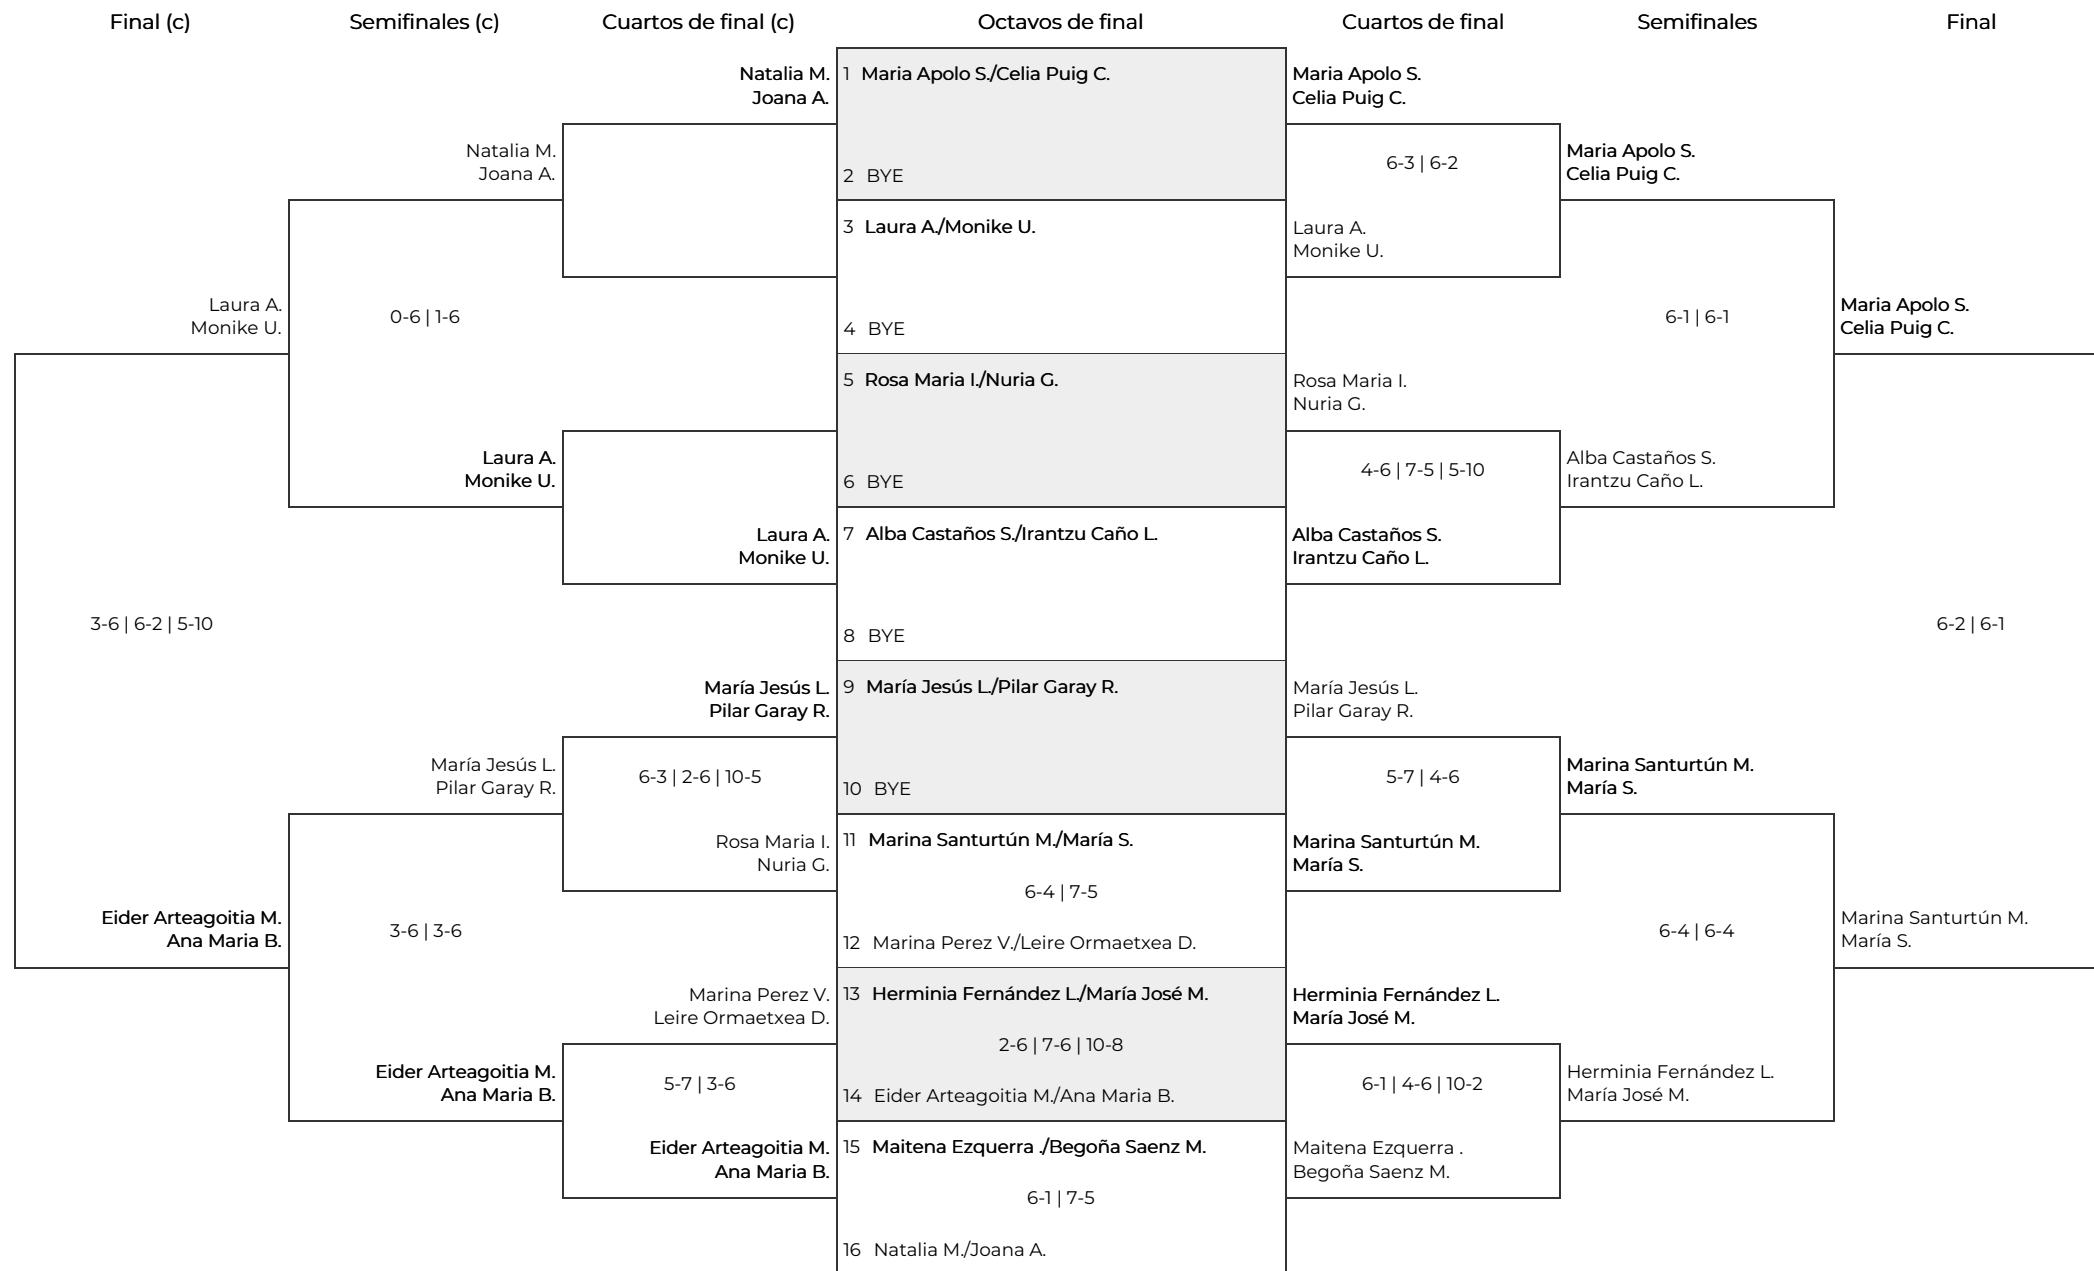 Final (c)
Semifinales (c)
Cuartos de final (c)
Octavos de final
Cuartos de final
Semifinales
Final
Laura A.
Monike U.
3-6 | 6-2 | 5-10
Eider Arteagoitia M.
Ana Maria B.
Natalia M.
Joana A.
0-6 | 1-6
Laura A.
Monike U.
María Jesús L.
Pilar Garay R.
3-6 | 3-6
Eider Arteagoitia M.
Ana Maria B.
Natalia M.
Joana A.
Laura A.
Monike U.
María Jesús L.
Pilar Garay R.
6-3 | 2-6 | 10-5
Rosa Maria I.
Nuria G.
Marina Perez V.
Leire Ormaetxea D.
5-7 | 3-6
Eider Arteagoitia M.
Ana Maria B.
1 Maria Apolo S./Celia Puig C.
2 BYE
3 Laura A./Monike U.
4 BYE
5 Rosa Maria I./Nuria G.
6 BYE
7 Alba Castaños S./Irantzu Caño L.
8 BYE
9 María Jesús L./Pilar Garay R.
10 BYE
11 Marina Santurtún M./María S.
6-4 | 7-5
12 Marina Perez V./Leire Ormaetxea D.
13 Herminia Fernández L./María José M.
2-6 | 7-6 | 10-8
14 Eider Arteagoitia M./Ana Maria B.
15 Maitena Ezquerra ./Begoña Saenz M.
6-1 | 7-5
16 Natalia M./Joana A.
Maria Apolo S.
Celia Puig C.
6-3 | 6-2
Laura A.
Monike U.
Rosa Maria I.
Nuria G.
4-6 | 7-5 | 5-10
Alba Castaños S.
Irantzu Caño L.
María Jesús L.
Pilar Garay R.
5-7 | 4-6
Marina Santurtún M.
María S.
Herminia Fernández L.
María José M.
6-1 | 4-6 | 10-2
Maitena Ezquerra .
Begoña Saenz M.
Maria Apolo S.
Celia Puig C.
6-1 | 6-1
Alba Castaños S.
Irantzu Caño L.
Marina Santurtún M.
María S.
6-4 | 6-4
Herminia Fernández L.
María José M.
Maria Apolo S.
Celia Puig C.
6-2 | 6-1
Marina Santurtún M.
María S.